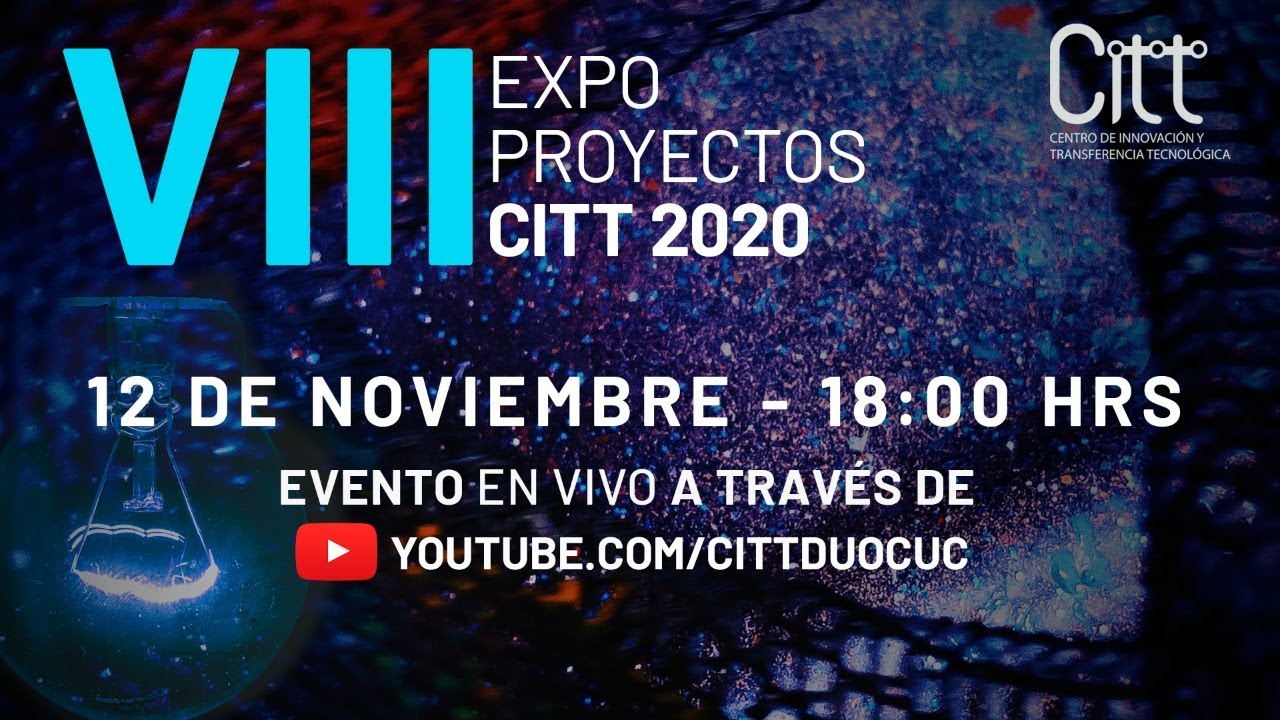 VIII
EXPO
PROYECTOS
CITT 2020
Citt
CENTRO DE INNOVACIÓN Y
TRANSFERENCIA TECNOLÓGICA
12 DE NOVIEMBRE - 18:00 HRS
EVENTO EN VIVO A TRAVÉS DE
YOUTUBE.COM/CITTDUOCUC